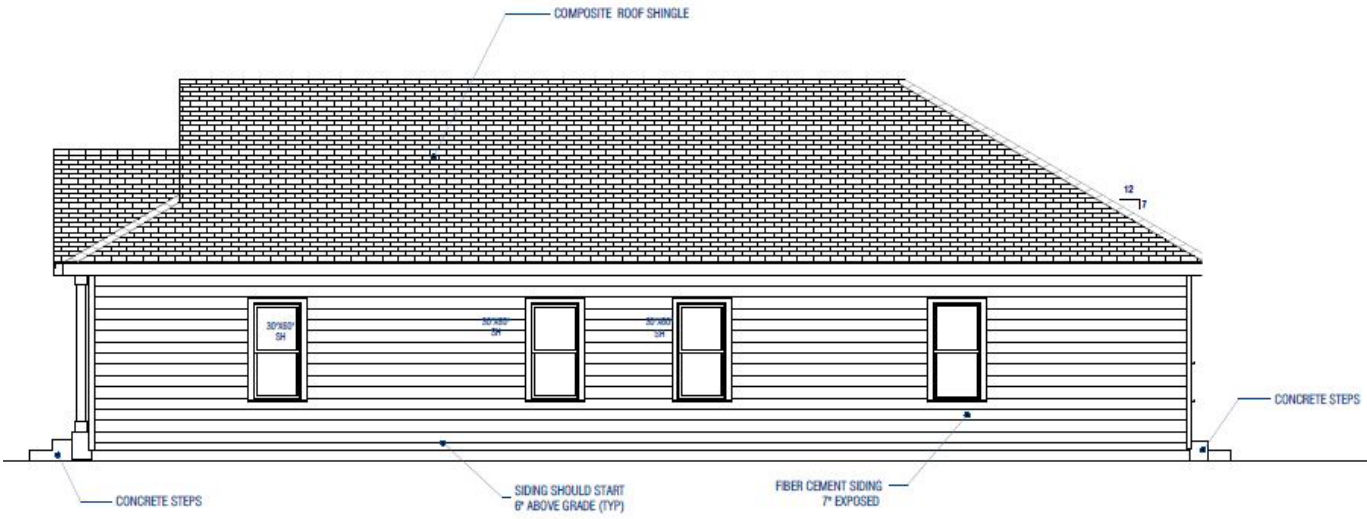 COMPOSITE ROOF SHINGLE
12
7
30"X60"
SH
30"X60"
SH
30"X60"
SH
CONCRETE STEPS
CONCRETE STEPS
SIDING SHOULD START
6" ABOVE GRADE (TYP)
FIBER CEMENT SIDING
7" EXPOSED